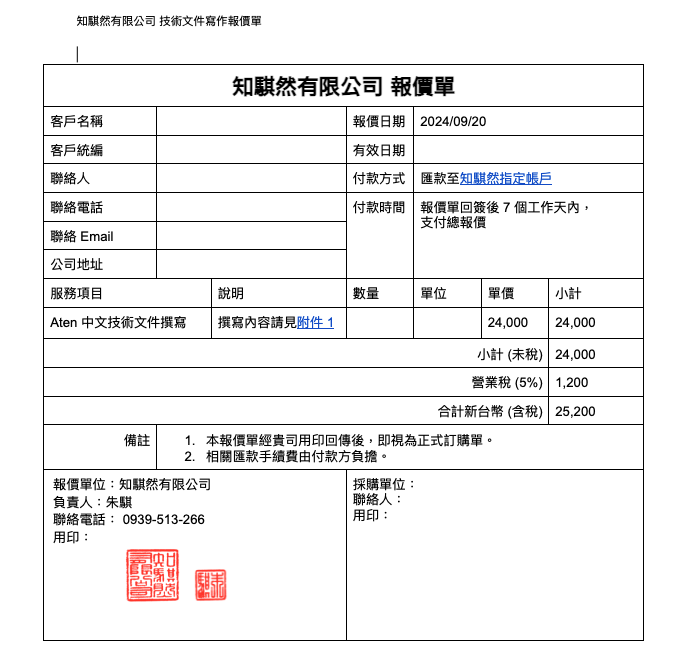 知騏然有限公司 技術文件寫作報價單
知騏然有限公司 報價單
客戶名稱 報價日期 2024/09/20
客戶統編 有效日期
聯絡人 付款方式 匯款至知騏然指定帳戶
聯絡電話 付款時間 報價單回簽後 7 個工作天內，
支付總報價
聯絡 Email
公司地址
服務項目 說明 數量 單位 單價 小計
Aten 中文技術文件撰寫 撰寫內容請見附件 1 24,000 24,000
小計 (未稅) 24,000
營業稅 (5%) 1,200
合計新台幣 (含稅) 25,200
備註 1. 本報價單經貴司用印回傳後，即視為正式訂購單。
2. 相關匯款手續費由付款方負擔。
報價單位：知騏然有限公司
負責人：朱騏
聯絡電話： 0939-513-266
用印：
採購單位：
聯絡人：
用印：